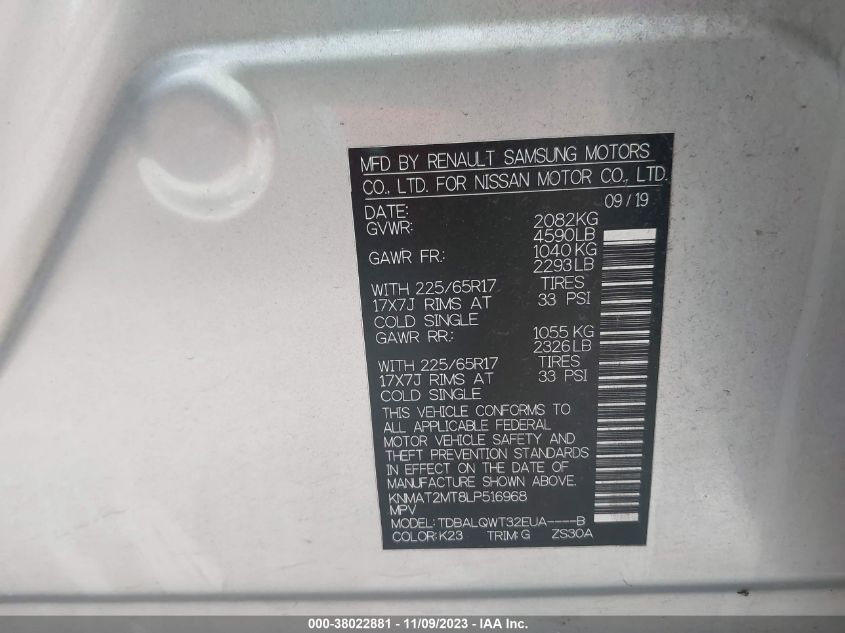 MFD BY RENAULT SAMSUNG MOTORS
CO., LTD. FOR NISSAN MOTOR CO., LTD.
DATE: 09/19
GVWR: 2082KG
4590LB
GAWR FR.: 1040KG
2293LB
WITH 225/65R17 TIRES
17X7J RIMS AT 33 PSI
COLD SINGLE
GAWR RR.: 1055KG
2326LB
WITH 225/65R17 TIRES
17X7J RIMS AT 33 PSI
COLD SINGLE
THIS VEHICLE CONFORMS TO
ALL APPLICABLE FEDERAL
MOTOR VEHICLE SAFETY AND
THEFT PREVENTION STANDARDS
IN EFFECT ON THE DATE OF
MANUFACTURE SHOWN ABOVE.
KNMAT2MT8LP516968
MPV
MODEL: TDBALQWT32EUA----B
COLOR: K23 TRIM: G ZS30A
000-38022881 - 11/09/2023 - © IAA Inc.